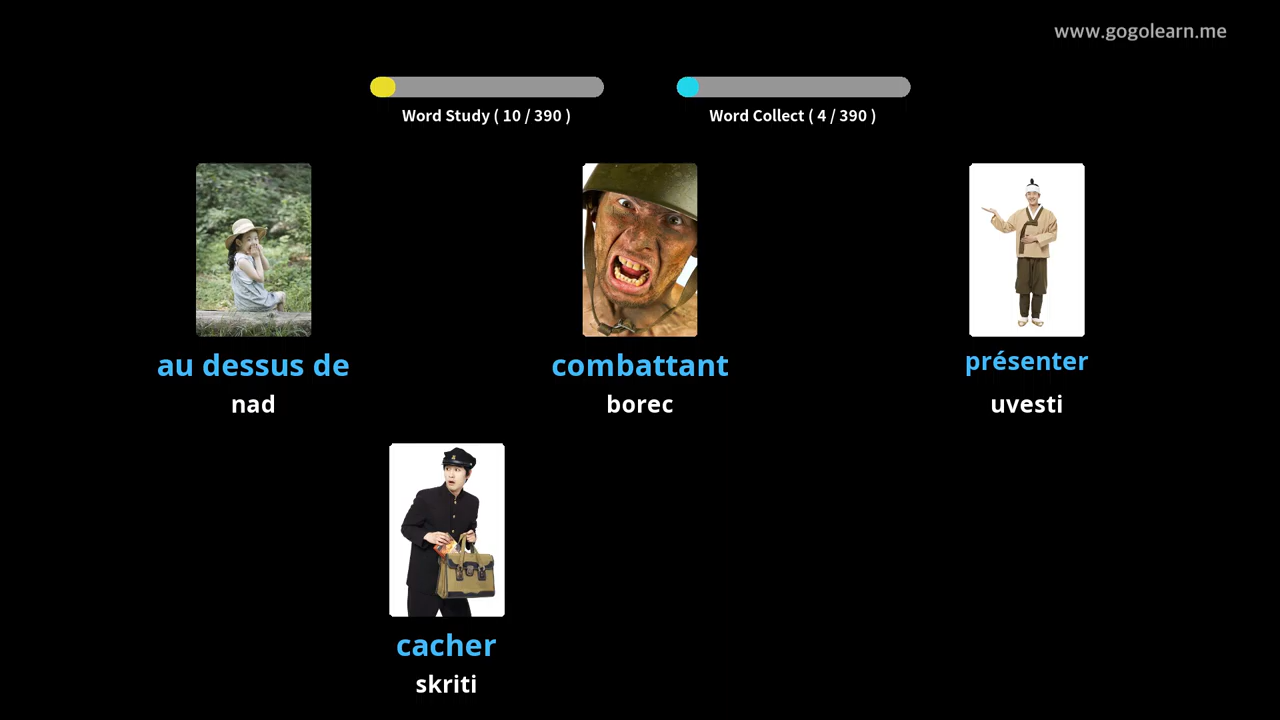 www.gogolearn.me
Word Study ( 10 / 390 )
Word Collect ( 4 / 390 )
au dessus de
nad
combattant
borec
présenter
uvesti
cacher
skriti